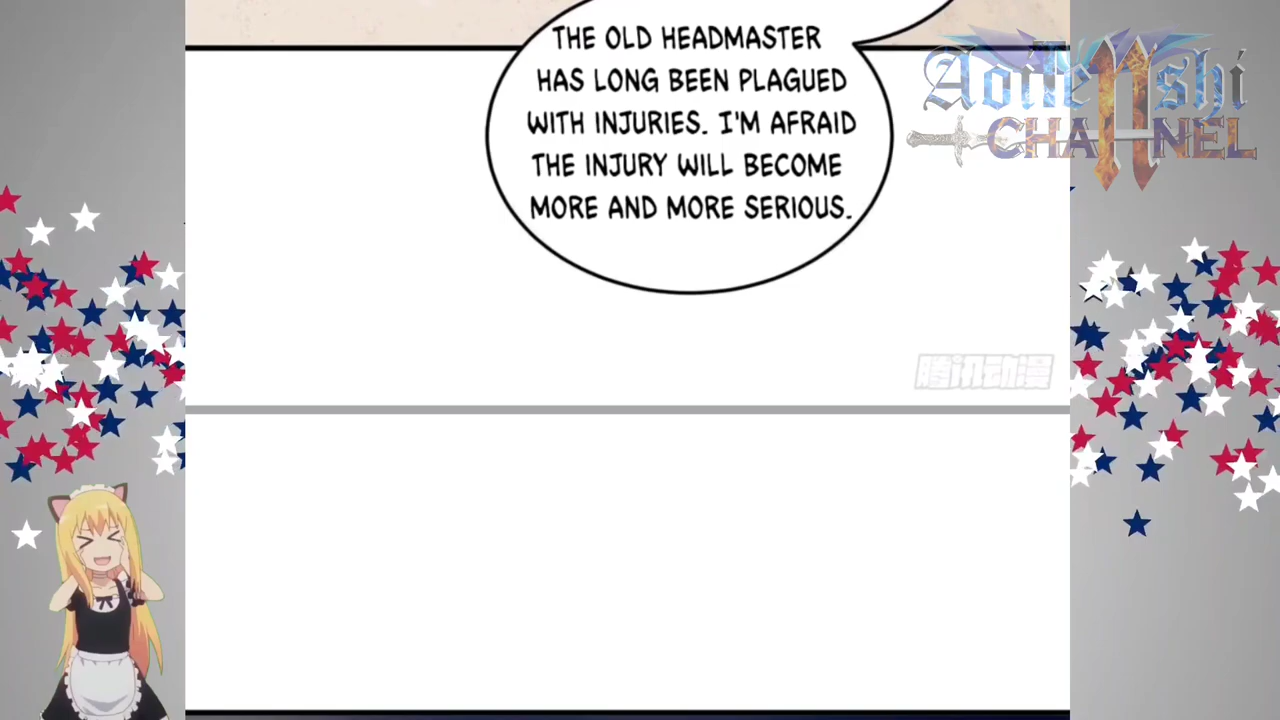 THE OLD HEADMASTER
HAS LONG BEEN PLAGUED
WITH INJURIES. I'M AFRAID
THE INJURY WILL BECOME
MORE AND MORE SERIOUS.
Aoitenshi
CHANNEL
腾讯动漫